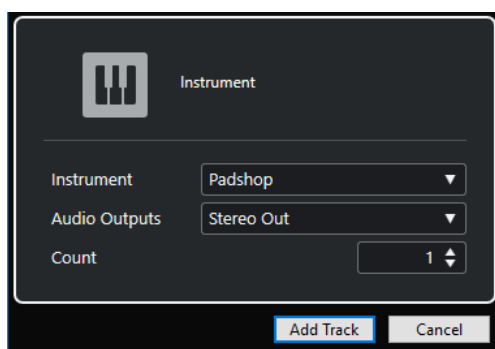 Instrument
Instrument Padshop
Audio Outputs Stereo Out
Count 1
Add Track Cancel